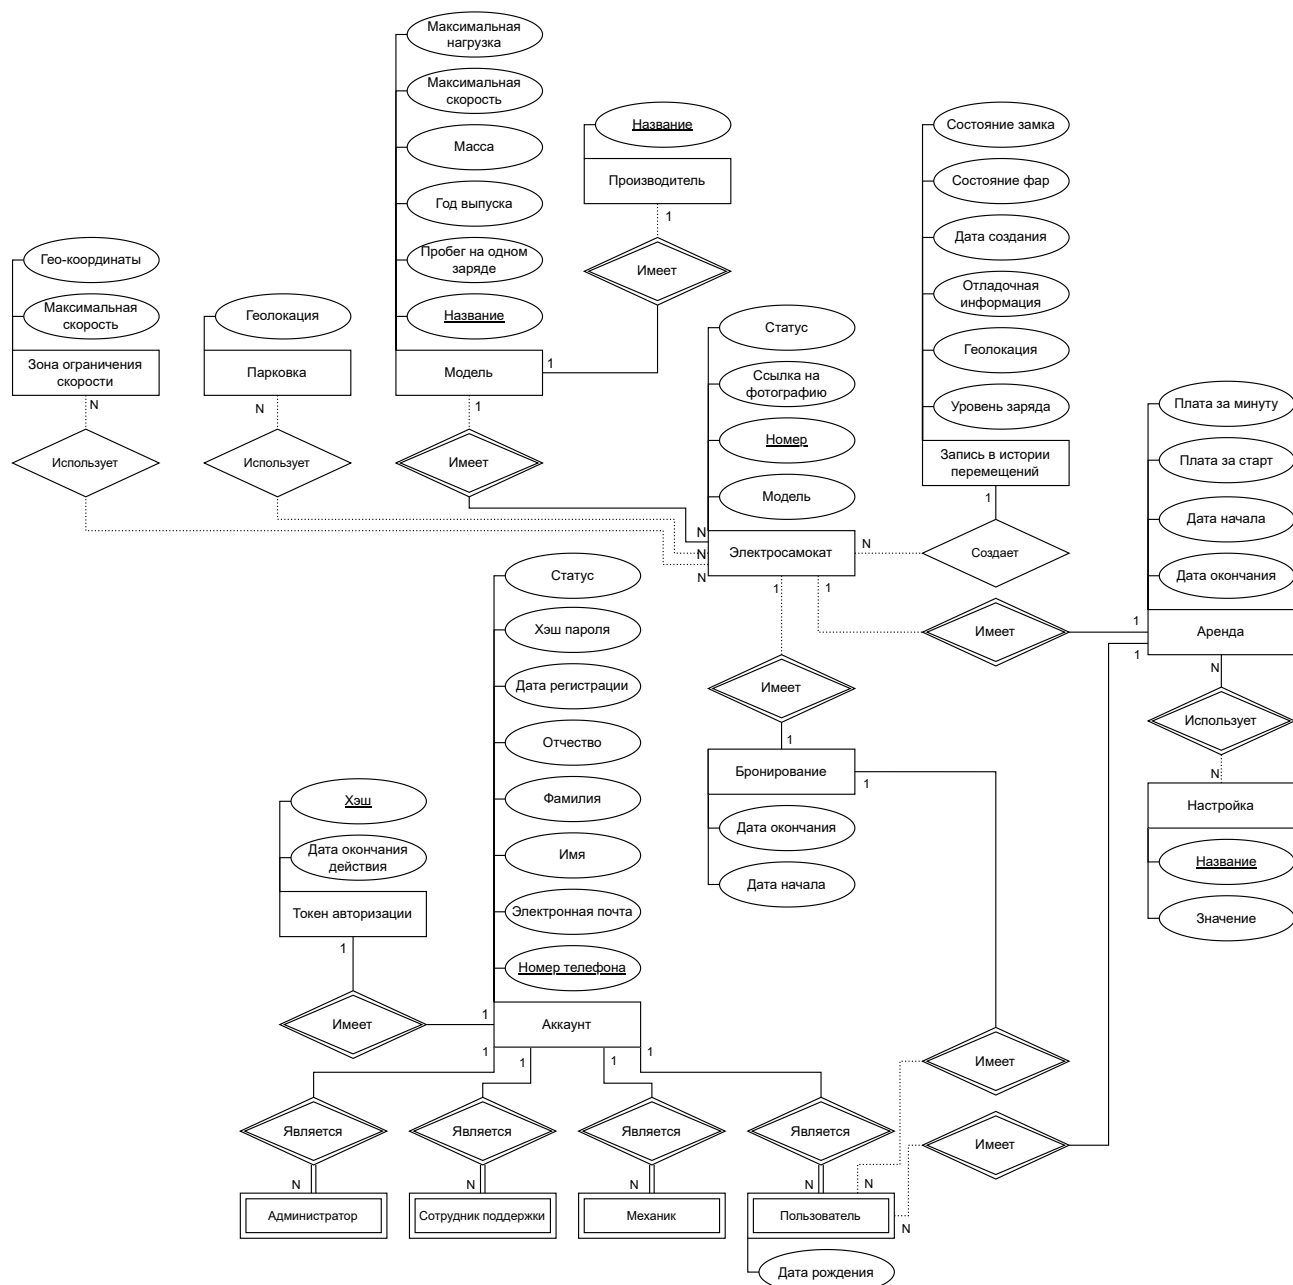 Максимальная
нагрузка
Максимальная
скорость
Масса
Год выпуска
Пробег на одном
заряде
Название
Модель
1
1
Название
Производитель
1
Имеет
Гео-координаты
Максимальная
скорость
Зона ограничения
скорости
N
Использует
Геолокация
Парковка
N
Использует
Имеет
Статус
Ссылка на
фотографию
Номер
Модель
N
N
N
Электросамокат
N
1
1
Состояние замка
Состояние фар
Дата создания
Отладочная
информация
Геолокация
Уровень заряда
Запись в истории
перемещений
1
Создает
Плата за минуту
Плата за старт
Дата начала
Дата окончания
1
Аренда
1
N
Имеет
Использует
N
Настройка
Название
Значение
Имеет
1
Бронирование
1
Дата окончания
Дата начала
Статус
Хэш пароля
Дата регистрации
Отчество
Фамилия
Имя
Электронная почта
Номер телефона
Хэш
Дата окончания
действия
Токен авторизации
1
Имеет
1
Аккаунт
1
1
1
1
Является
Является
Является
Является
Имеет
Имеет
N
N
N
N
N
N
Администратор
Сотрудник поддержки
Механик
Пользователь
Дата рождения